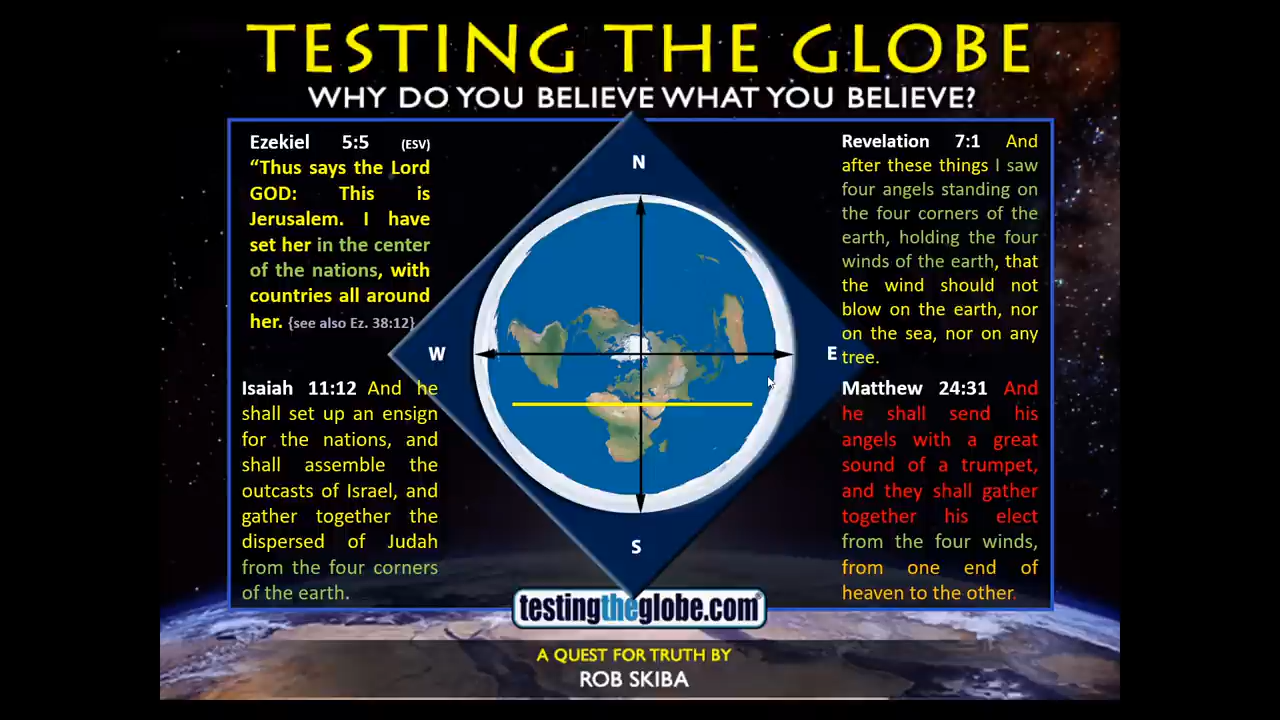 TESTING THE GLOBE
WHY DO YOU BELIEVE WHAT YOU BELIEVE?
Ezekiel 5:5 (ESV)
“Thus says the Lord
GOD: This is
Jerusalem. I have
set her in the center
of the nations, with
countries all around
her. {see also Ez. 38:12}
Isaiah 11:12 And he
shall set up an ensign
for the nations, and
shall assemble the
outcasts of Israel, and
gather together the
dispersed of Judah
from the four corners
of the earth.
N
W
E
S
Revelation 7:1 And
after these things I saw
four angels standing on
the four corners of the
earth, holding the four
winds of the earth, that
the wind should not
blow on the earth, nor
on the sea, nor on any
tree.
Matthew 24:31 And
he shall send his
angels with a great
sound of a trumpet,
and they shall gather
together his elect
from the four winds,
from one end of
heaven to the other.
testingtheglobe.com®
A QUEST FOR TRUTH BY
ROB SKIBA